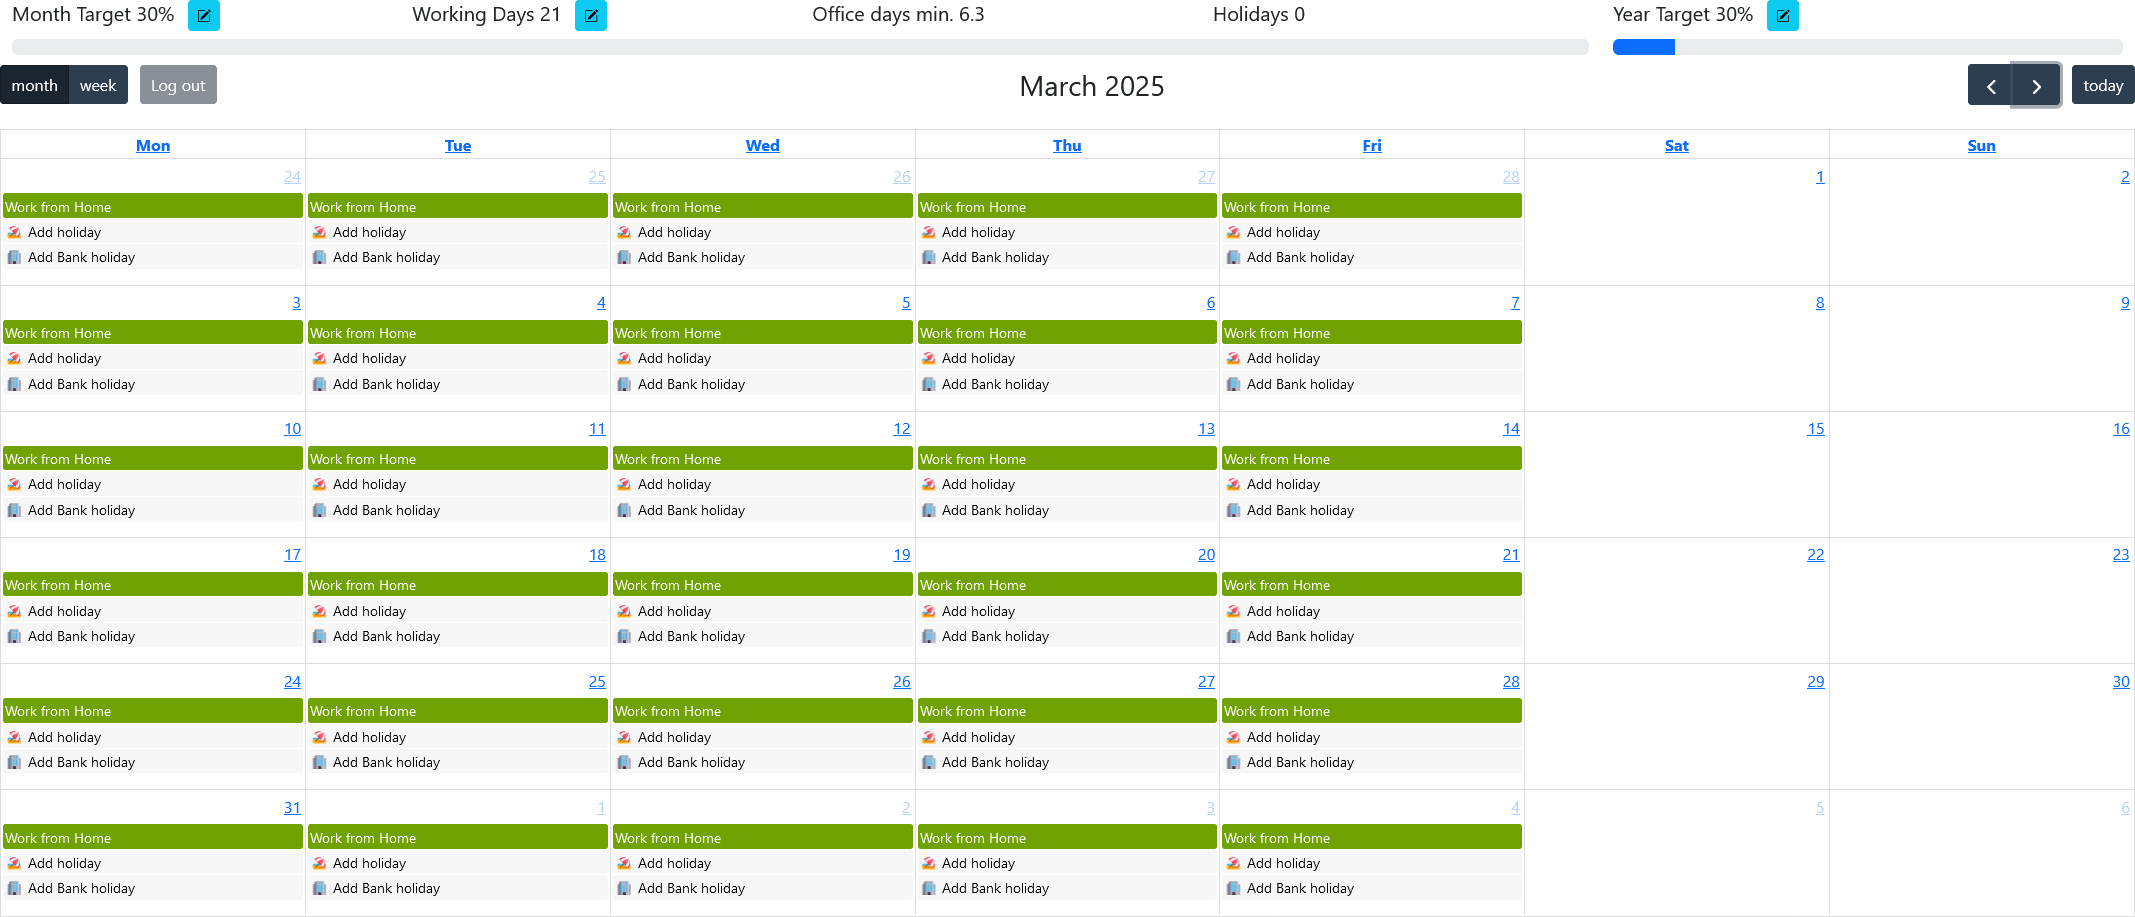 Month Target 30% Working Days 21 Office days min. 6.3 Holidays 0 Year Target 30%
month week Log out March 2025 today
Mon Tue Wed Thu Fri Sat Sun
24 25 26 27 28 1 2
Work from Home Work from Home Work from Home Work from Home Work from Home
Add holiday Add holiday Add holiday Add holiday Add holiday
Add Bank holiday Add Bank holiday Add Bank holiday Add Bank holiday Add Bank holiday
3 4 5 6 7 8 9
Work from Home Work from Home Work from Home Work from Home Work from Home
Add holiday Add holiday Add holiday Add holiday Add holiday
Add Bank holiday Add Bank holiday Add Bank holiday Add Bank holiday Add Bank holiday
10 11 12 13 14 15 16
Work from Home Work from Home Work from Home Work from Home Work from Home
Add holiday Add holiday Add holiday Add holiday Add holiday
Add Bank holiday Add Bank holiday Add Bank holiday Add Bank holiday Add Bank holiday
17 18 19 20 21 22 23
Work from Home Work from Home Work from Home Work from Home Work from Home
Add holiday Add holiday Add holiday Add holiday Add holiday
Add Bank holiday Add Bank holiday Add Bank holiday Add Bank holiday Add Bank holiday
24 25 26 27 28 29 30
Work from Home Work from Home Work from Home Work from Home Work from Home
Add holiday Add holiday Add holiday Add holiday Add holiday
Add Bank holiday Add Bank holiday Add Bank holiday Add Bank holiday Add Bank holiday
31 1 2 3 4 5 6
Work from Home Work from Home Work from Home Work from Home Work from Home
Add holiday Add holiday Add holiday Add holiday Add holiday
Add Bank holiday Add Bank holiday Add Bank holiday Add Bank holiday Add Bank holiday